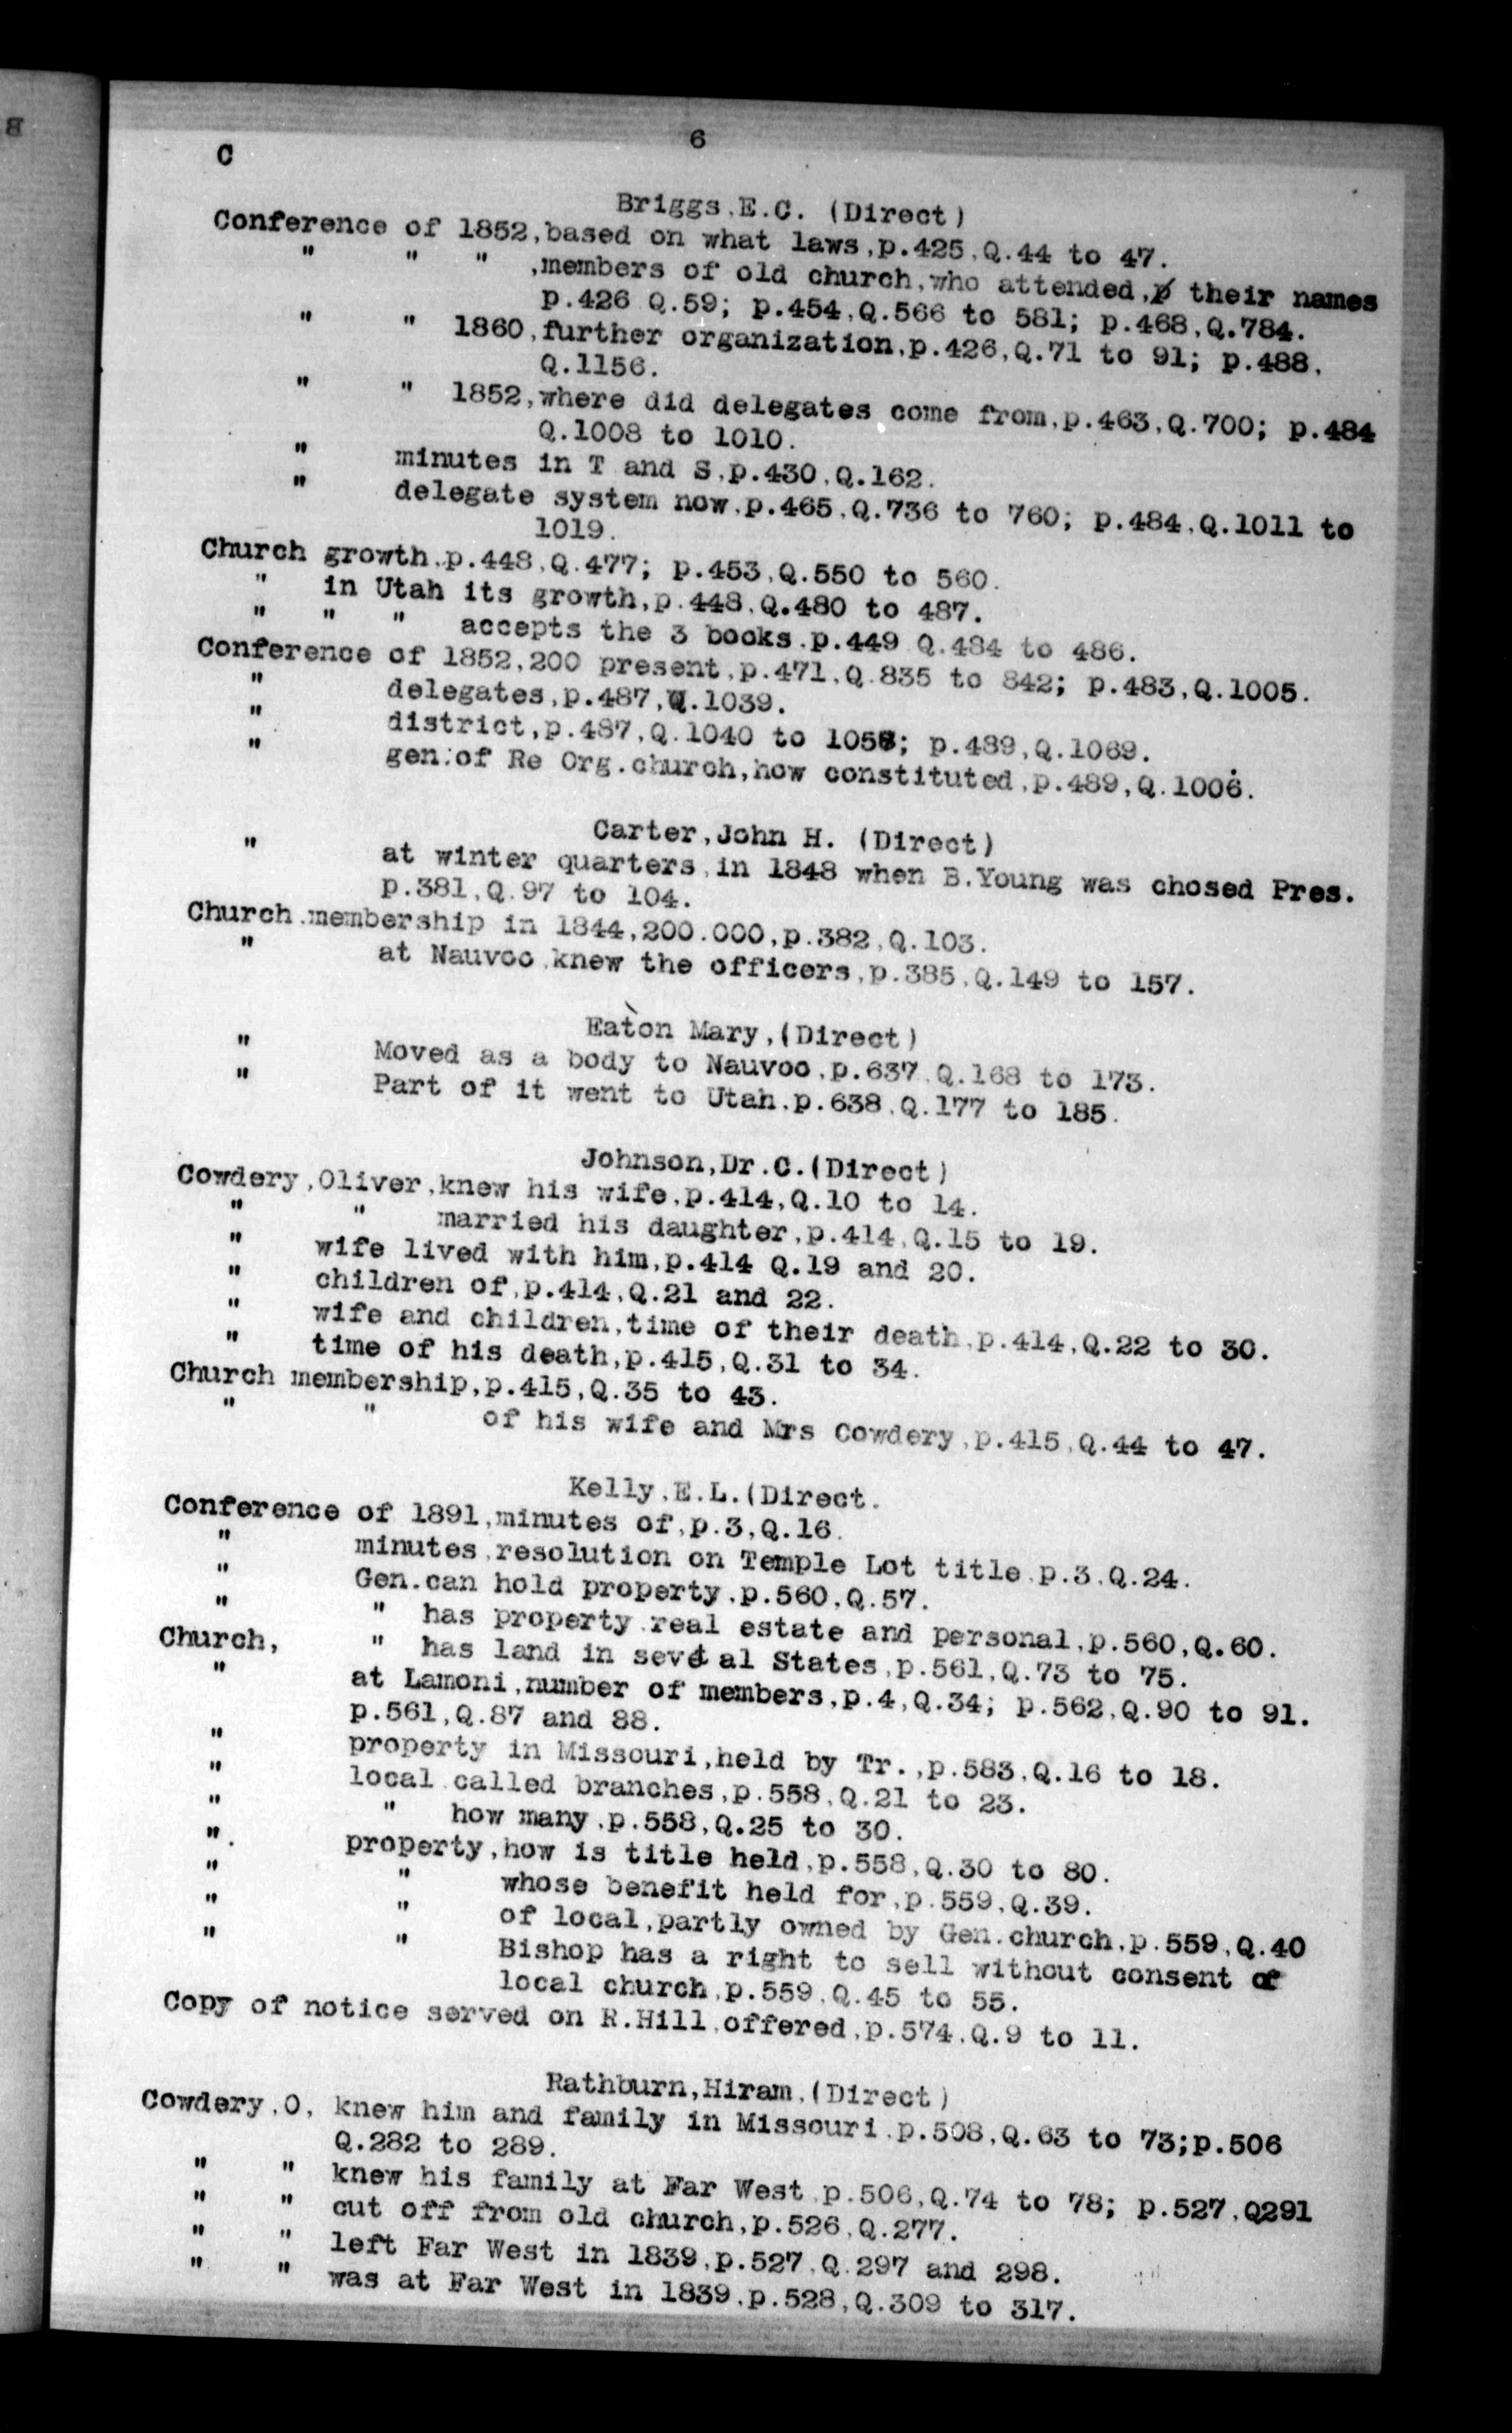 6
C
Briggs,E.C. (Direct)
Conference of 1852,based on what laws,p.425,Q.44 to 47.
" " " ,members of old church,who attended,p their names
p.426 Q.59; p.454,Q.566 to 581; p.468,Q.784.
" " 1860,further organization,p.426,Q.71 to 91; p.488,
Q.1156.
" " 1852,where did delegates come from,p.463,Q.700; p.484
Q.1008 to 1010.
" minutes in T and S,p.430,Q.162.
" delegate system now,p.465,Q.736 to 760; p.484,Q.1011 to
1019.
Church growth,p.448,Q.477; p.453,Q.550 to 560.
" in Utah its growth,p.448,Q.480 to 487.
" " " accepts the 3 books.p.449 Q.484 to 486.
Conference of 1852,200 present,p.471,Q.835 to 842; p.483,Q.1005.
" delegates,p.487,Q.1039.
" district,p.487,Q.1040 to 1058; p.489,Q.1069.
" gen.of Re Org.church,how constituted,p.489,Q.1006.
Carter,John H. (Direct)
" at winter quarters,in 1848 when B.Young was chosed Pres.
p.381,Q.97 to 104.
Church.membership in 1844,200.000,p.382,Q.103.
" at Nauvoo,knew the officers,p.385,Q.149 to 157.
Eaton Mary,(Direct)
" Moved as a body to Nauvoo,p.637,Q.168 to 173.
" Part of it went to Utah,p.638,Q.177 to 185.
Johnson,Dr.C.(Direct)
Cowdery,Oliver,knew his wife,p.414,Q.10 to 14.
" " married his daughter,p.414,Q.15 to 19.
" wife lived with him,p.414 Q.19 and 20.
" children of,p.414,Q.21 and 22.
" wife and children,time of their death,p.414,Q.22 to 30.
" time of his death,p.415,Q.31 to 34.
Church membership,p.415,Q.35 to 43.
" " of his wife and Mrs Cowdery,p.415,Q.44 to 47.
Kelly,E.L.(Direct.
Conference of 1891,minutes of,p.3,Q.16.
" minutes,resolution on Temple Lot title,p.3,Q.24.
" Gen.can hold property,p.560,Q.57.
" " has property real estate and personal,p.560,Q.60.
Church, " has land in several States,p.561,Q.73 to 75.
" at Lamoni,number of members,p.4,Q.34; p.562,Q.90 to 91.
p.561,Q.87 and 88.
" property in Missouri,held by Tr.,p.583,Q.16 to 18.
" local called branches,p.558,Q.21 to 23.
" " how many,p.558,Q.25 to 30.
". property,how is title held,p.558,Q.30 to 80.
" " whose benefit held for,p.559,Q.39.
" " of local,partly owned by Gen.church,p.559,Q.40
" " Bishop has a right to sell without consent of
local church,p.559,Q.45 to 55.
Copy of notice served on R.Hill,offered,p.574,Q.9 to 11.
Rathburn,Hiram,(Direct)
Cowdery,O, knew him and family in Missouri,p.508,Q.63 to 73;p.506
Q.282 to 289.
" " knew his family at Far West p.506,Q.74 to 78; p.527,Q291
" " cut off from old church,p.526,Q.277.
" " left Far West in 1839,p.527,Q.297 and 298.
" " was at Far West in 1839,p.528,Q.309 to 317.